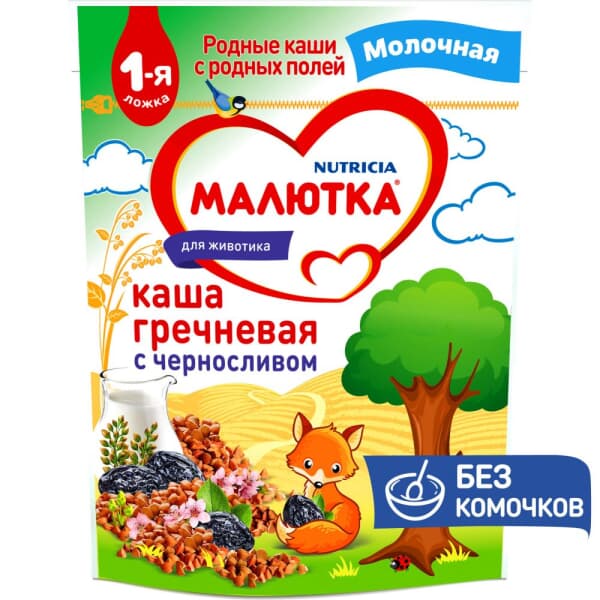 1-я
ложка
Родные каши
с родных полей
Молочная
NUTRICIA
МАЛЮТКА®
для животика
каша
гречневая
с черносливом
БЕЗ
КОМОЧКОВ